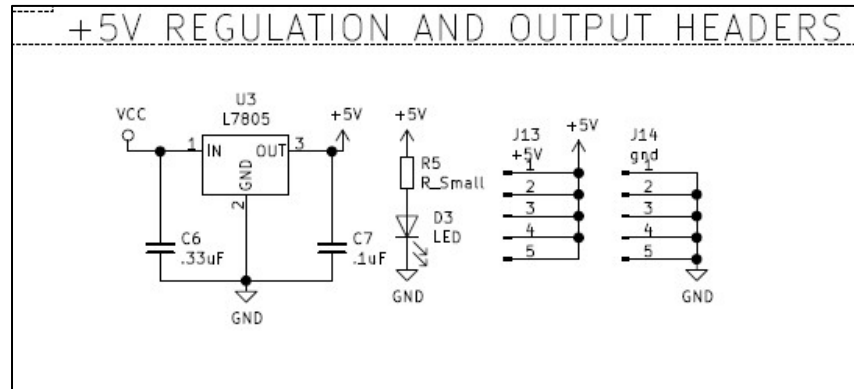 +5V REGULATION AND OUTPUT HEADERS
U3
L7805
VCC
+5V
1
IN
OUT
3
GND
2
C6
.33uF
C7
.1uF
GND
+5V
R5
R_Small
D3
LED
GND
J13
+5V
+5V
1
2
3
4
5
J14
gnd
1
2
3
4
5
GND